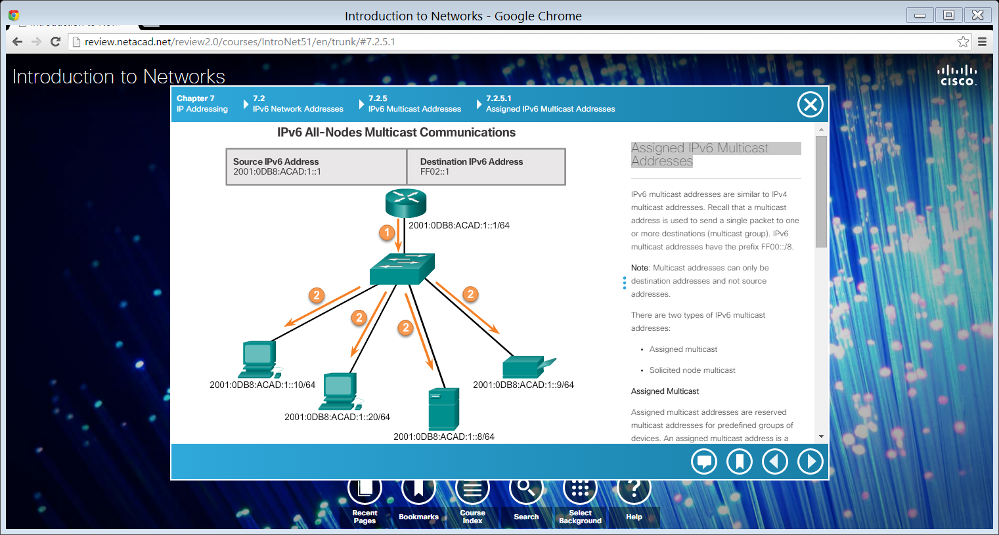 Introduction to Networks - Google Chrome
review.netacad.net/review2.0/courses/IntroNet51/en/trunk/#7.2.5.1
Introduction to Networks
CISCO
Chapter 7
IP Addressing
7.2
IPv6 Network Addresses
7.2.5
IPv6 Multicast Addresses
7.2.5.1
Assigned IPv6 Multicast Addresses
IPv6 All-Nodes Multicast Communications
Source IPv6 Address
2001:0DB8:ACAD:1::1
Destination IPv6 Address
FF02::1
1
2001:0DB8:ACAD:1::1/64
2
2
2
2
2001:0DB8:ACAD:1::10/64
2001:0DB8:ACAD:1::20/64
2001:0DB8:ACAD:1::8/64
2001:0DB8:ACAD:1::9/64
Assigned IPv6 Multicast
Addresses
IPv6 multicast addresses are similar to IPv4
multicast addresses. Recall that a multicast
address is used to send a single packet to one
or more destinations (multicast group). IPv6
multicast addresses have the prefix FF00::/8.
Note: Multicast addresses can only be
destination addresses and not source
addresses.
There are two types of IPv6 multicast
addresses:
• Assigned multicast
• Solicited node multicast
Assigned Multicast
Assigned multicast addresses are reserved
multicast addresses for predefined groups of
devices. An assigned multicast address is a
Recent
Pages
Bookmarks
Course
Index
Search
Select
Background
?
Help